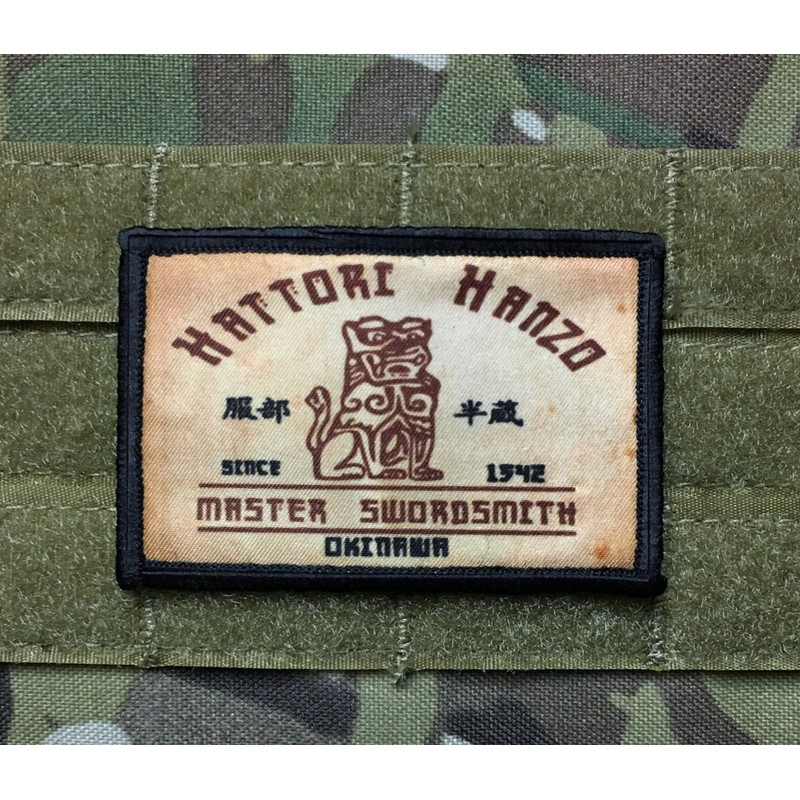 HATTORI HANZO
服部 半蔵
SINCE 1542
MASTER SWORDSMITH
OKINAWA